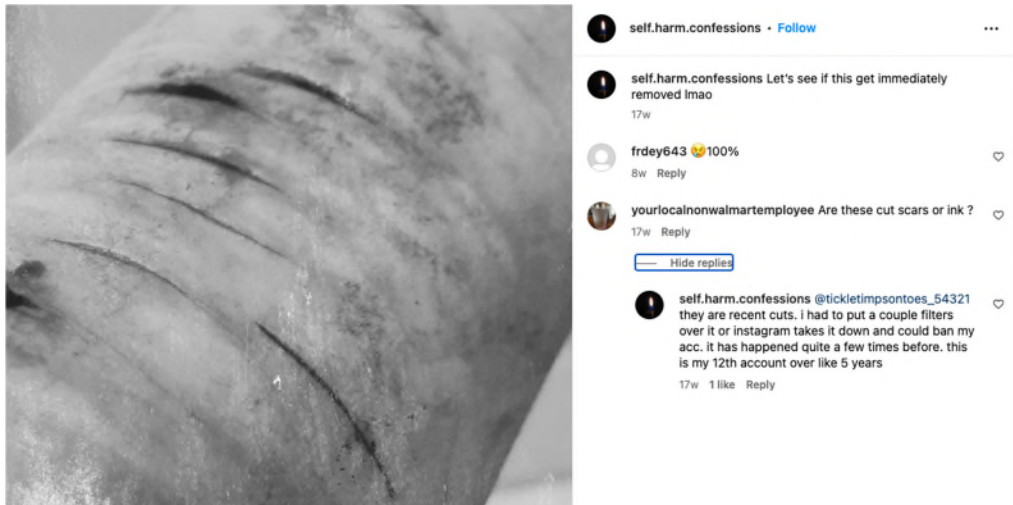 self.harm.confessions • Follow
self.harm.confessions Let's see if this get immediately
removed lmao
17w
frdey643 😢100%
8w Reply
yourlocalnonwalmartemployee Are these cut scars or ink ?
17w Reply
Hide replies
self.harm.confessions @tickletimpsontoes_54321
they are recent cuts. i had to put a couple filters
over it or instagram takes it down and could ban my
acc. it has happened quite a few times before. this
is my 12th account over like 5 years
17w 1 like Reply